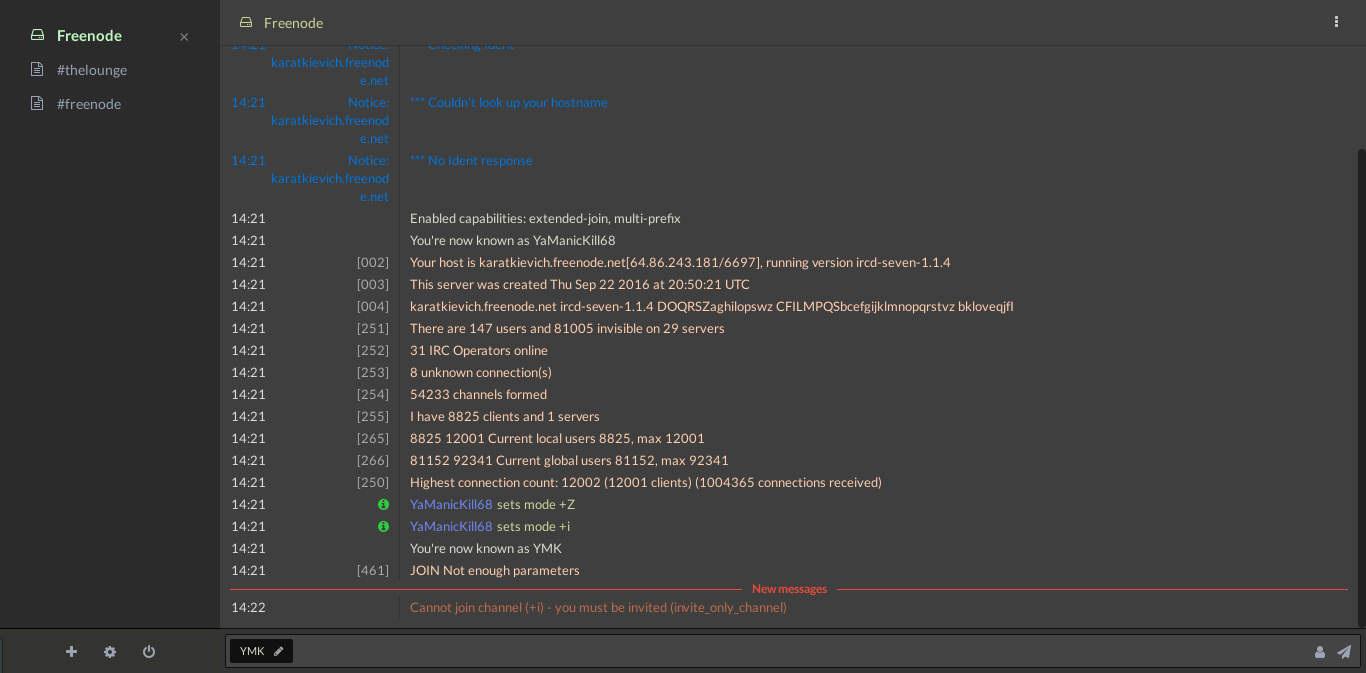 Freenode
#thelounge
#freenode
Freenode
14:21 Notice: *** Checking Ident
karatkievich.freenod
e.net
14:21 Notice: *** Couldn't look up your hostname
karatkievich.freenod
e.net
14:21 Notice: *** No Ident response
karatkievich.freenod
e.net
14:21 Enabled capabilities: extended-join, multi-prefix
14:21 You're now known as YaManicKill68
14:21 [002] Your host is karatkievich.freenode.net[64.86.243.181/6697], running version ircd-seven-1.1.4
14:21 [003] This server was created Thu Sep 22 2016 at 20:50:21 UTC
14:21 [004] karatkievich.freenode.net ircd-seven-1.1.4 DOQRSZaghilopswz CFILMPQSbcefgijklmnopqrstvz bkloveqjfI
14:21 [251] There are 147 users and 81005 invisible on 29 servers
14:21 [252] 31 IRC Operators online
14:21 [253] 8 unknown connection(s)
14:21 [254] 54233 channels formed
14:21 [255] I have 8825 clients and 1 servers
14:21 [265] 8825 12001 Current local users 8825, max 12001
14:21 [266] 81152 92341 Current global users 81152, max 92341
14:21 [250] Highest connection count: 12002 (12001 clients) (1004365 connections received)
14:21 YaManicKill68 sets mode +Z
14:21 YaManicKill68 sets mode +i
14:21 You're now known as YMK
14:21 [461] JOIN Not enough parameters
New messages
14:22 Cannot join channel (+i) - you must be invited (invite_only_channel)
YMK